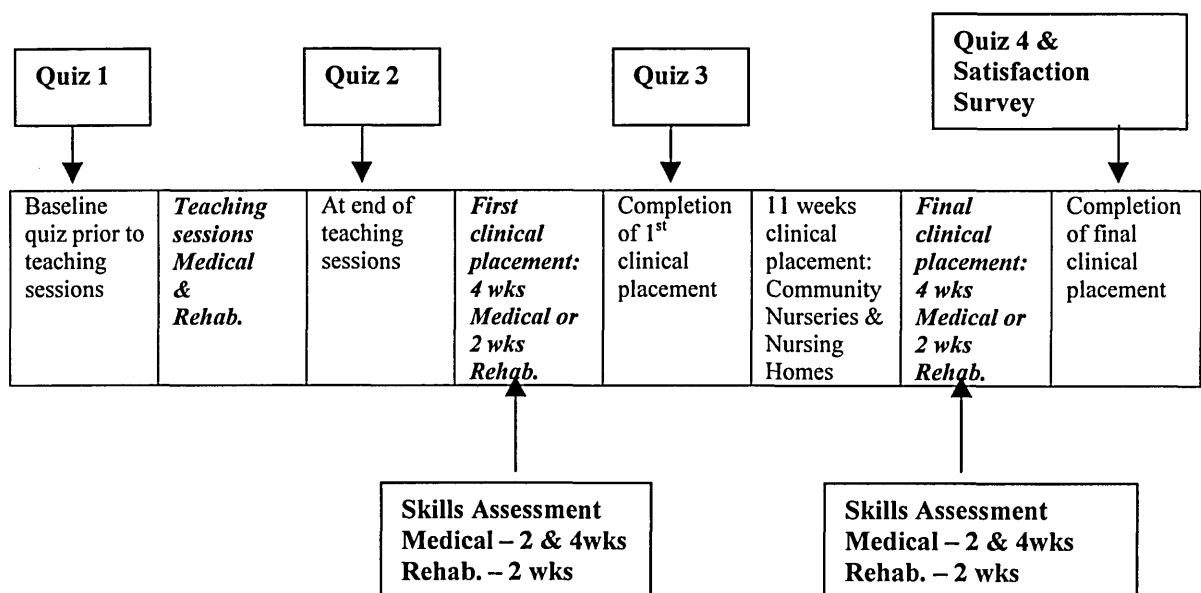 Quiz 1
Quiz 2
Quiz 3
Quiz 4 &
Satisfaction
Survey
Baseline
quiz prior to
teaching
sessions
Teaching
sessions
Medical
&
Rehab.
At end of
teaching
sessions
First
clinical
placement:
4 wks
Medical or
2 wks
Rehab.
Completion
of 1st
clinical
placement
11 weeks
clinical
placement:
Community
Nurseries &
Nursing
Homes
Final
clinical
placement:
4 wks
Medical or
2 wks
Rehab.
Completion
of final
clinical
placement
Skills Assessment
Medical – 2 & 4wks
Rehab. – 2 wks
Skills Assessment
Medical – 2 & 4wks
Rehab. – 2 wks